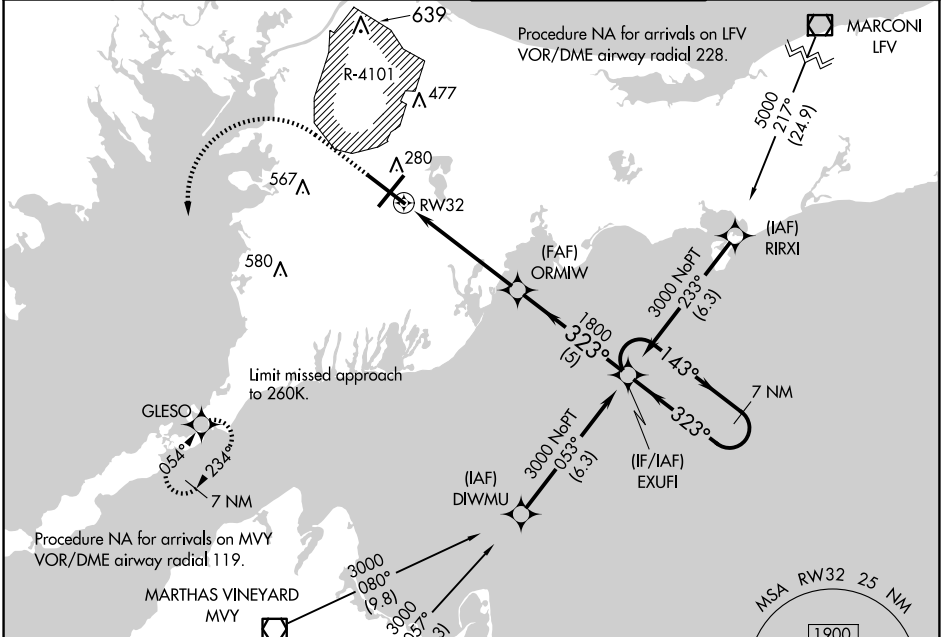 639
R-4101
477
280
567
580
RW32
Procedure NA for arrivals on LFV
VOR/DME airway radial 228.
MARCONI
LFV
5000
217°
(24.9)
(IAF)
RIRXI
3000 NoPT
233°
(6.3)
(FAF)
ORMIW
1800
323°
(5)
143°
7 NM
323°
(IF/IAF)
EXUFI
3000 NoPT
053°
(6.3)
(IAF)
DIWMU
Limit missed approach
to 260K.
GLESO
054°
234°
7 NM
Procedure NA for arrivals on MVY
VOR/DME airway radial 119.
MARTHAS VINEYARD
MVY
3000
080°
(9.8)
3000
057°
MSA RW32 25 NM
1900